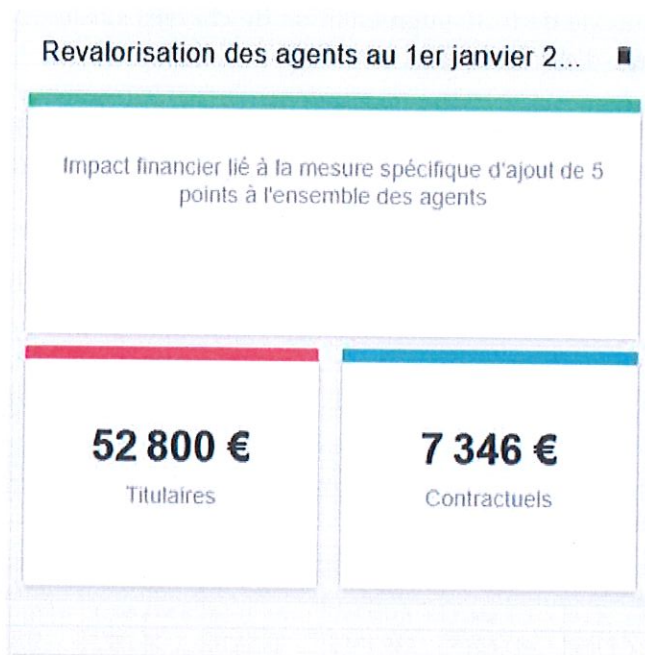 Revalorisation des agents au 1er janvier 2...
Impact financier lié à la mesure spécifique d'ajout de 5
points à l'ensemble des agents
52 800 €
Titulaires
7 346 €
Contractuels